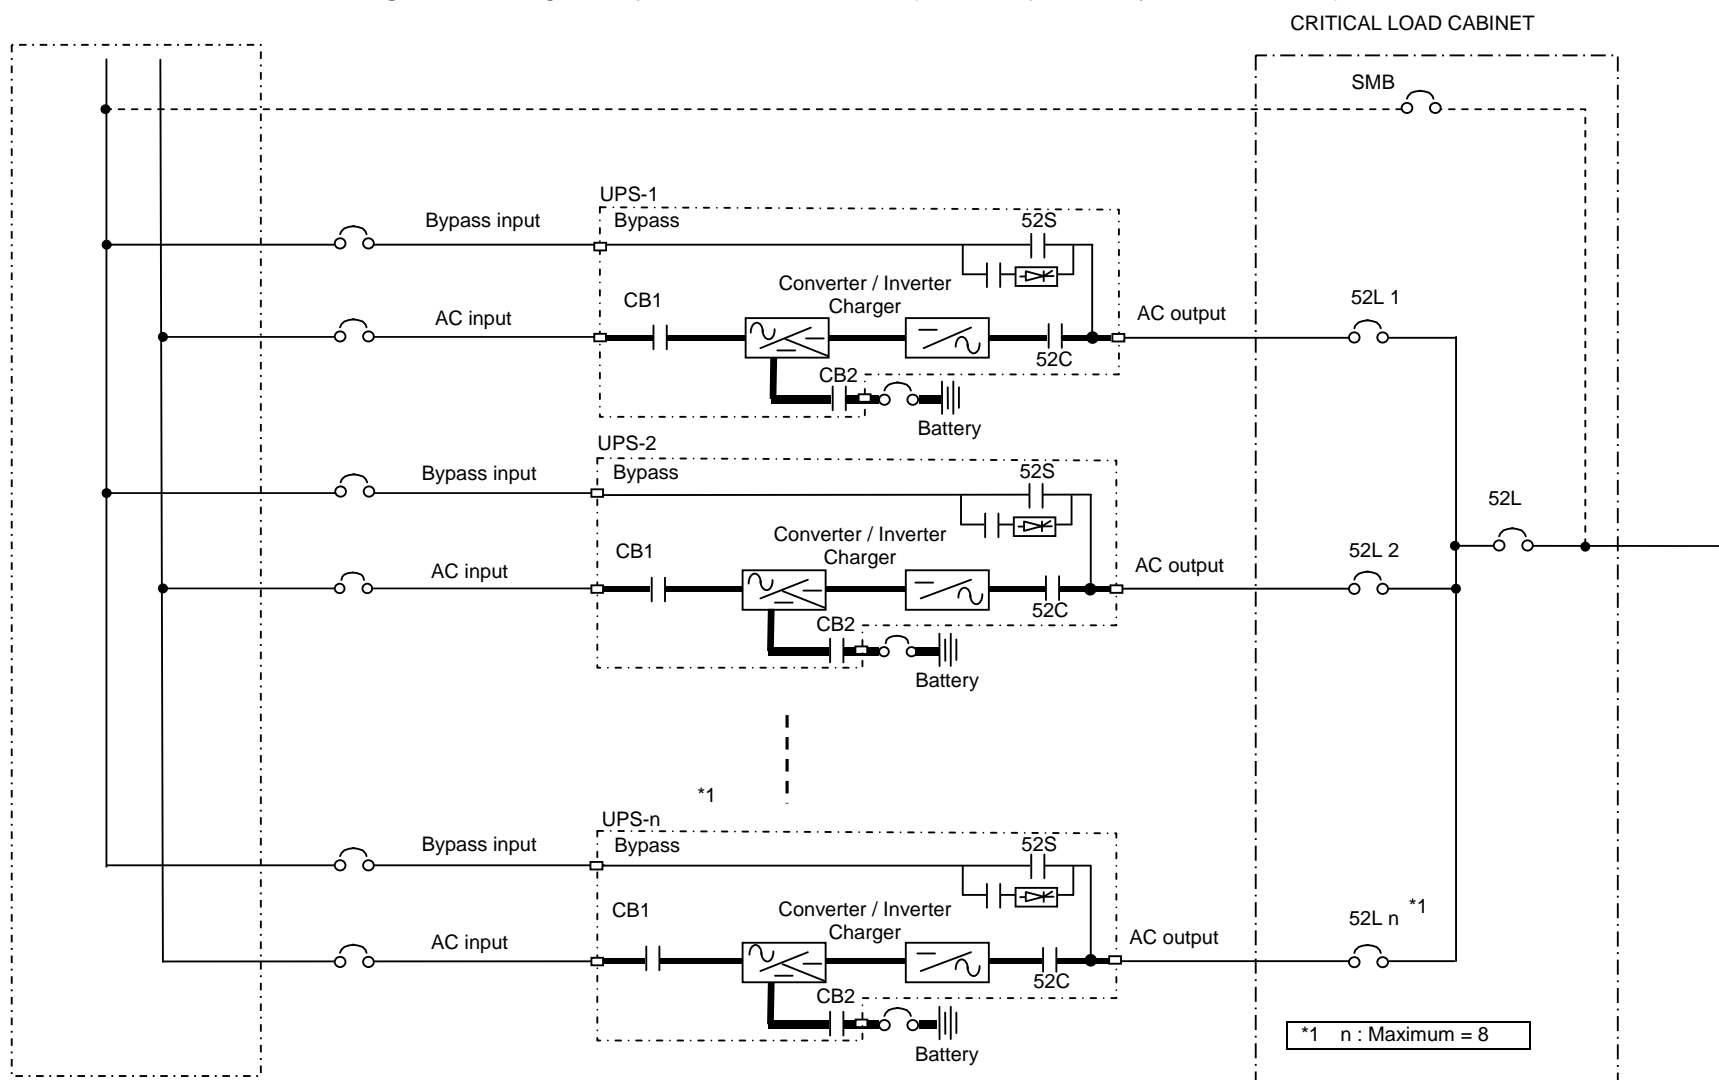 CRITICAL LOAD CABINET
SMB
UPS-1
Bypass input
Bypass
52S
Converter / Inverter
Charger
CB1
AC input
AC output
52L 1
52C
CB2
Battery
UPS-2
Bypass input
Bypass
52S
52L
Converter / Inverter
Charger
CB1
AC input
AC output
52L 2
52C
CB2
Battery
*1
UPS-n
Bypass input
Bypass
52S
Converter / Inverter
Charger
CB1
AC input
AC output
52L n *1
52C
CB2
Battery
*1 n : Maximum = 8